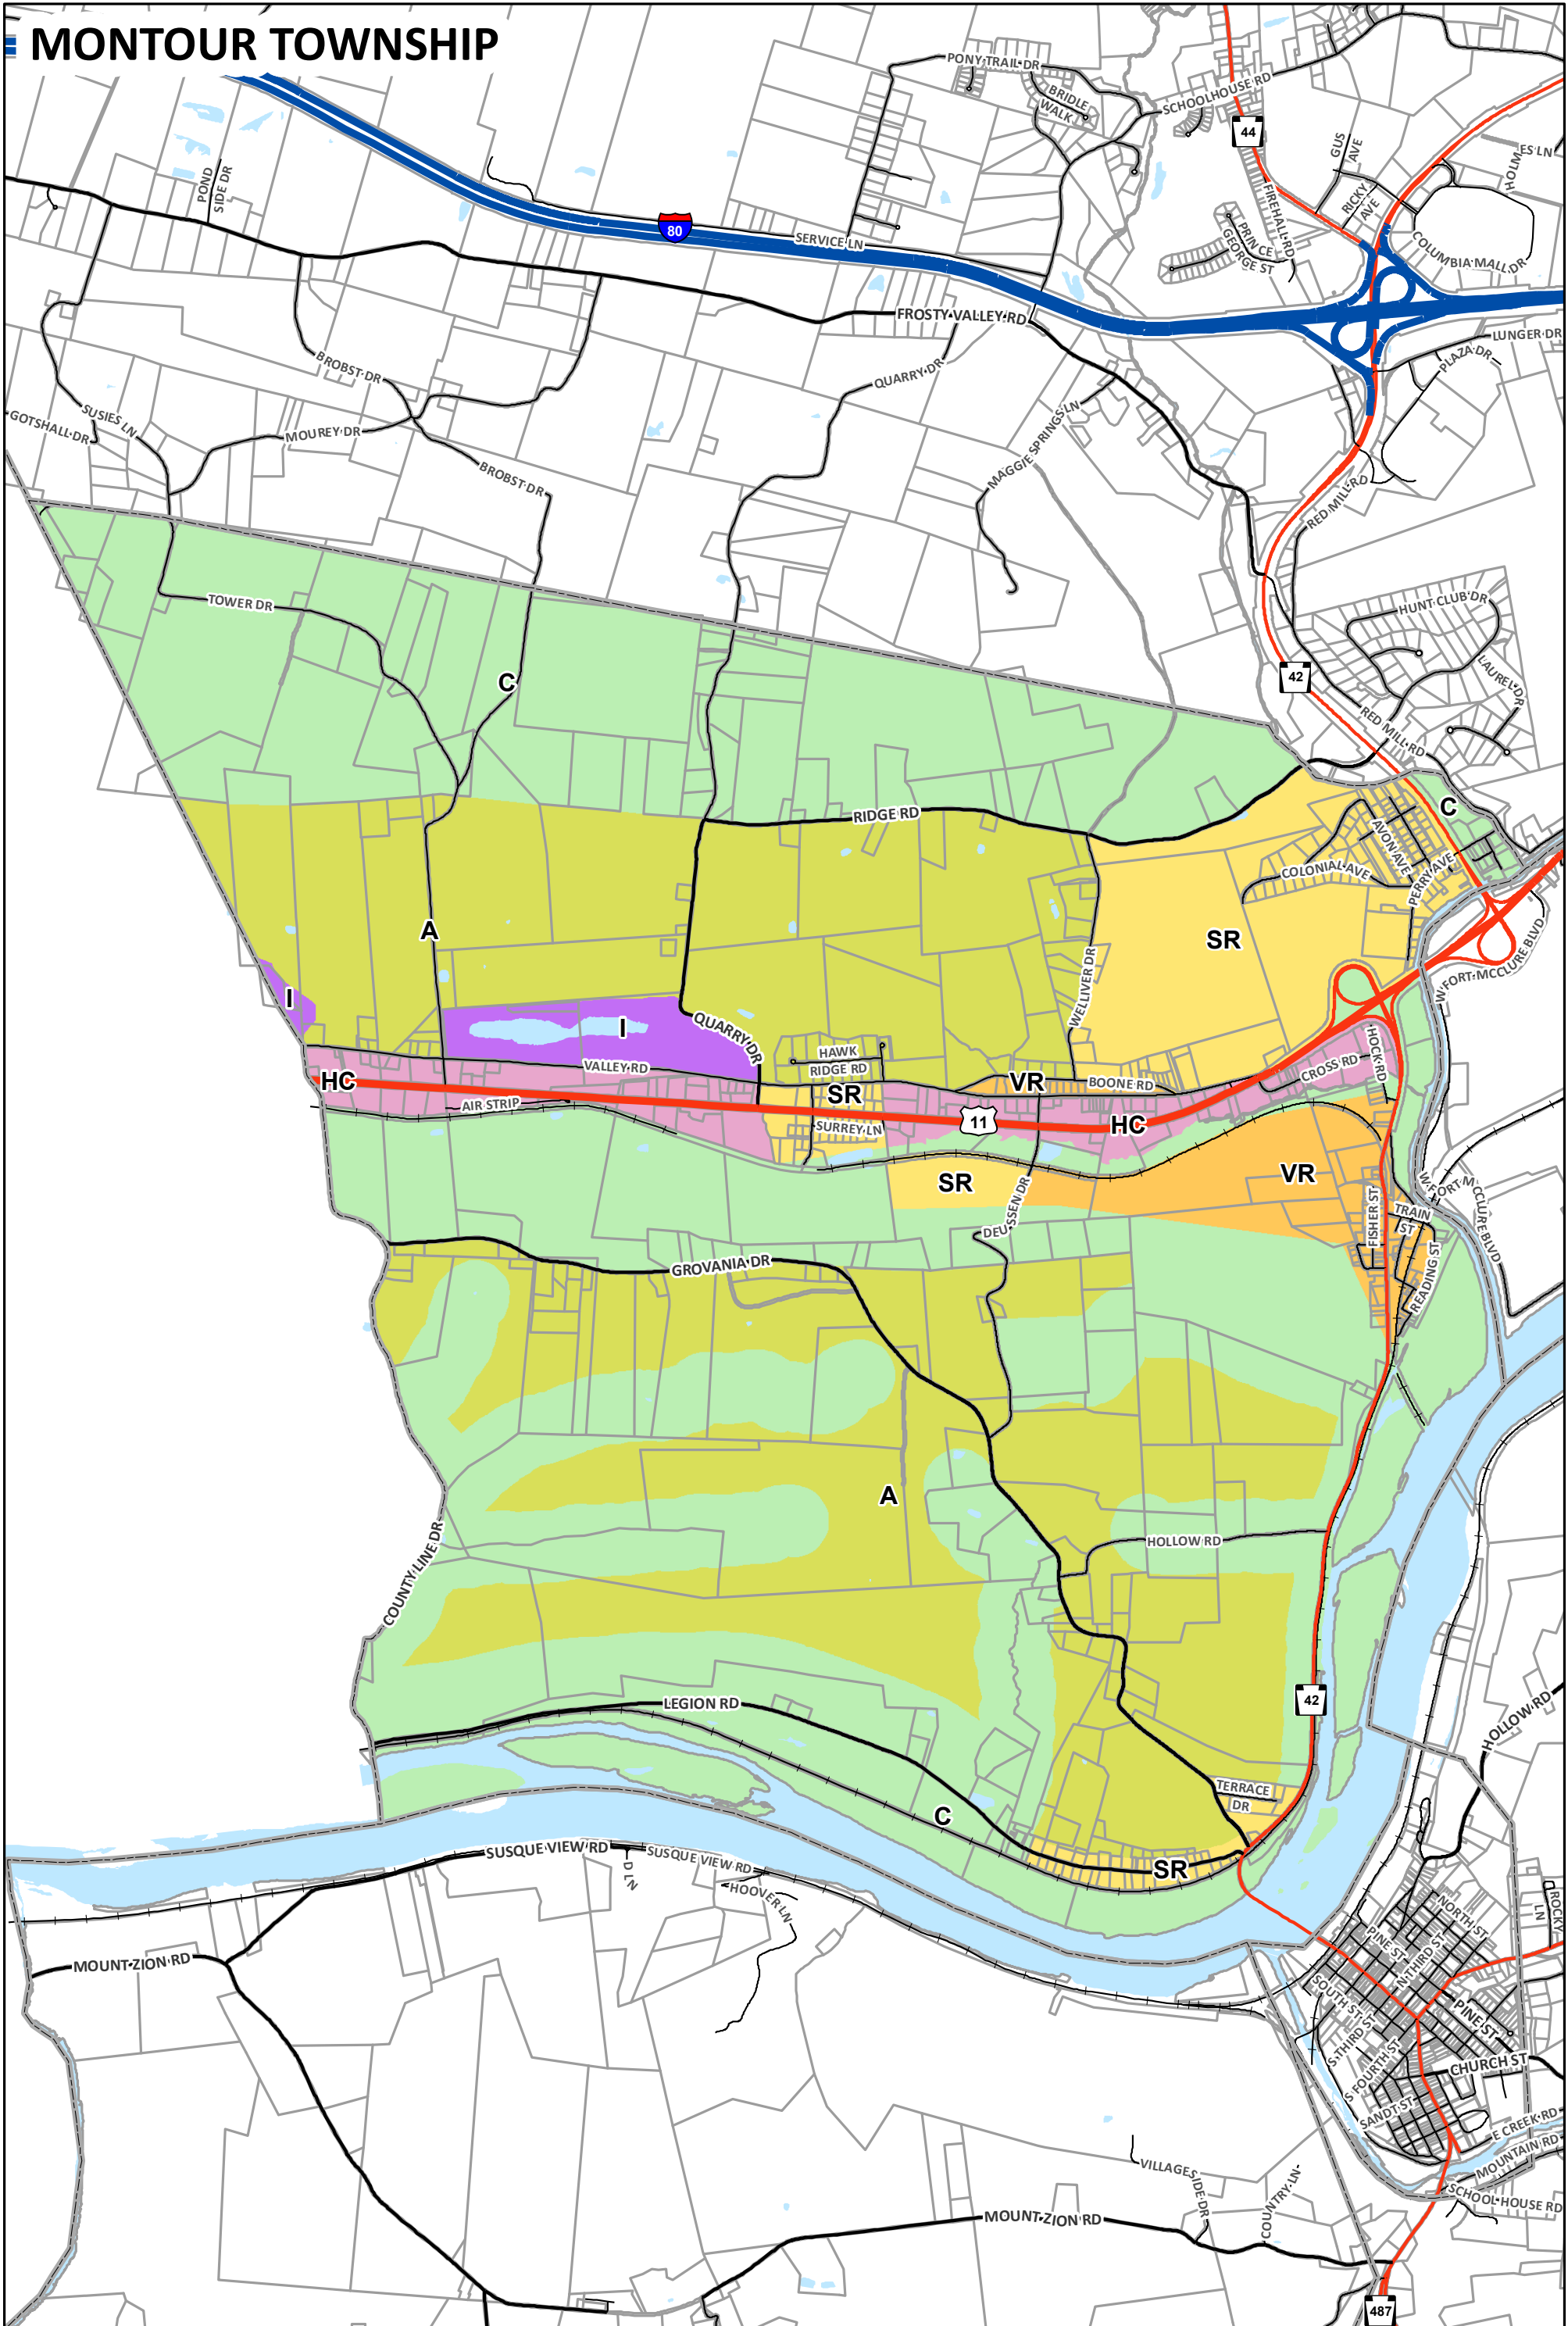 MONTOUR TOWNSHIP
PONY TRAIL DR
BRIDLE
WALK
SCHOOLHOUSE RD
44
GUS
AVE
HOLMES LN
POND
SIDE DR
RICKY
AVE
FIREHALL RD
PRINCE
GEORGE ST
COLUMBIA MALL DR
80
SERVICE LN
FROSTY VALLEY RD
LUNGER DR
PLAZA DR
BROBST DR
QUARRY DR
SUSIES LN
GOTSHALL DR
MOUREY DR
MAGGIE SPRINGS LN
BROBST DR
RED MILL RD
TOWER DR
HUNT CLUB DR
C
42
LAUREL DR
RED MILL RD
RIDGE RD
C
AVON AVE
COLONIAL AVE
PERRY AVE
A
SR
W FORT MCCLURE BLVD
WELLIVER DR
I
I
QUARRY DR
HAWK
RIDGE RD
VALLEY RD
HOCK RD
CROSS RD
HC
SR
VR
BOONE RD
AIR STRIP
SURREY LN
11
HC
SR
VR
W FORT MCCLURE BLVD
DEUSSEN DR
FISHER ST
TRAIN
ST
GROVANIA DR
READING ST
A
HOLLOW RD
COUNTY LINE DR
LEGION RD
42
HOLLOW RD
TERRACE
DR
C
SR
SUSQUE VIEW RD
SUSQUE VIEW RD
D LN
HOOVER LN
ROCKY
LN
NORTH ST
PINE ST
N THIRD ST
MOUNT ZION RD
SOUTH ST
PINE ST
S THIRD ST
S FOURTH ST
CHURCH ST
SANDT ST
E CREEK RD
MOUNTAIN RD
VILLAGE SIDE DR
COUNTRY LN
SCHOOL HOUSE RD
MOUNT ZION RD
487